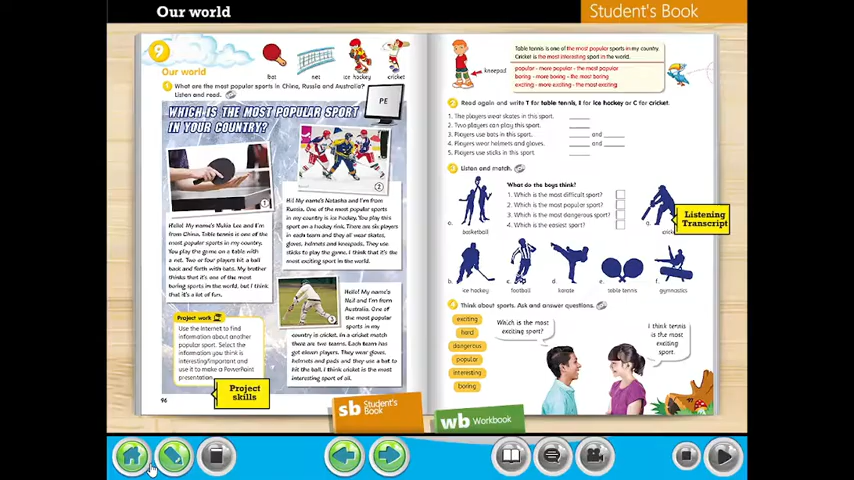 Our world
Student's Book
9
Our world
bat
net
ice hockey
cricket
1 What are the most popular sports in China, Russia and Australia?
Listen and read.
WHICH IS THE MOST POPULAR SPORT
IN YOUR COUNTRY?
PE
1
2
Hello! My name's Mukia Lee and I'm
from China. Table tennis is one of the
most popular sports in my country.
You play the game on a table with
a net. Two or four players hit a ball
back and forth with bats. My brother
thinks that it's one of the most
boring sports in the world, but I think
that it's a lot of fun.
Hi! My name's Natasha and I'm from
Russia. One of the most popular sports
in my country is ice hockey. You play this
sport on a hockey rink. There are six players
in each team and they all wear skates,
gloves, helmets and kneepads. They use
sticks to play the game. I think that it's the
most exciting sport in the world.
3
Hello! My name's
Neil and I'm from
Australia. One of
the most popular
sports in my
country is cricket. In a cricket match
there are two teams. Each team has
got eleven players. They wear gloves,
helmets and pads and they use a bat to
hit the ball. I think cricket is the most
interesting sport of all.
Project work
Use the Internet to find
information about another
popular sport. Select the
information you think is
interesting/important and
use it to make a PowerPoint
presentation.
Project
skills
96
kneepad
Table tennis is one of the most popular sports in my country.
Cricket is the most interesting sport in the world.
popular - more popular - the most popular
boring - more boring - the most boring
exciting - more exciting - the most exciting
2 Read again and write T for table tennis, I for ice hockey or C for cricket.
1. The players wear skates in this sport.
2. Two players can play this sport.
3. Players use bats in this sport. and
4. Players wear helmets and gloves. and
5. Players use sticks in this sport.
3 Listen and match.
What do the boys think?
1. Which is the most difficult sport?
2. Which is the most popular sport?
3. Which is the most dangerous sport?
4. Which is the easiest sport?
a.
basketball
g.
Listening
Transcript
b.
ice hockey
c.
football
d.
karate
e.
table tennis
f.
gymnastics
4 Think about sports. Ask and answer questions.
exciting
hard
dangerous
popular
interesting
boring
Which is the most
exciting sport?
I think tennis
is the most
exciting
sport.
97
sb Student's
Book
wb Workbook